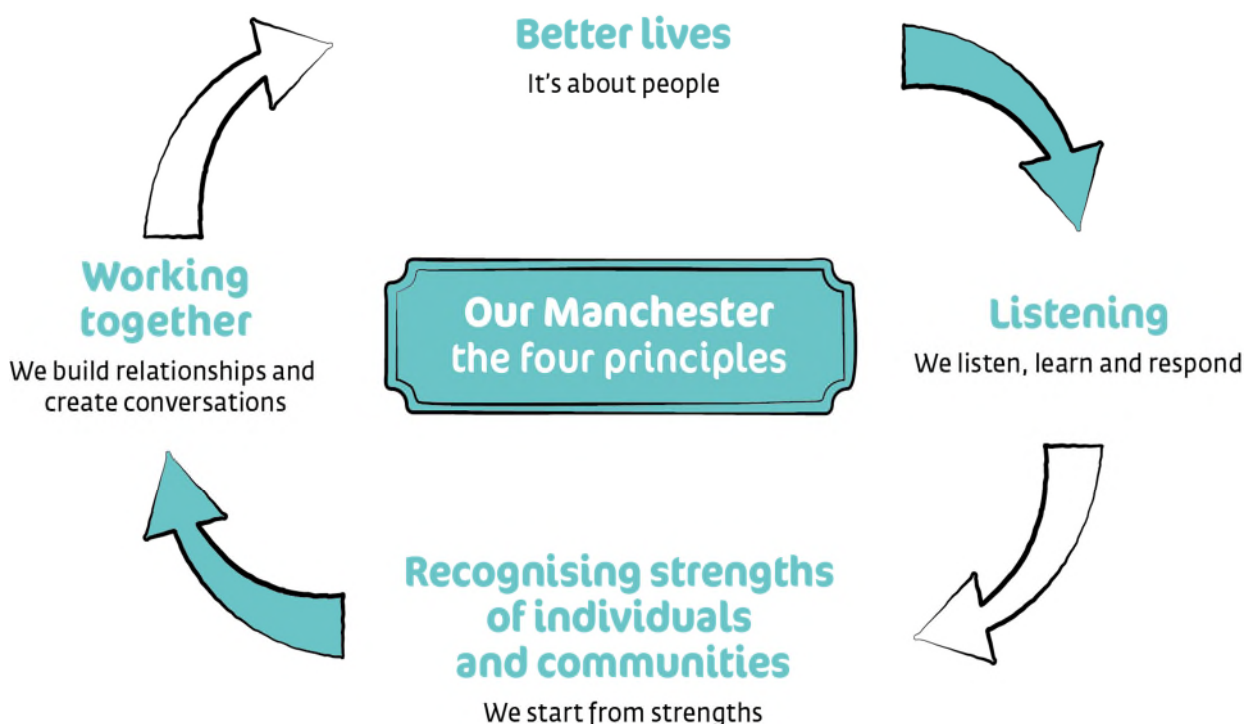 Better lives
It's about people
Our Manchester
the four principles
Listening
We listen, learn and respond
Recognising strengths
of individuals
and communities
We start from strengths
Working
together
We build relationships and
create conversations